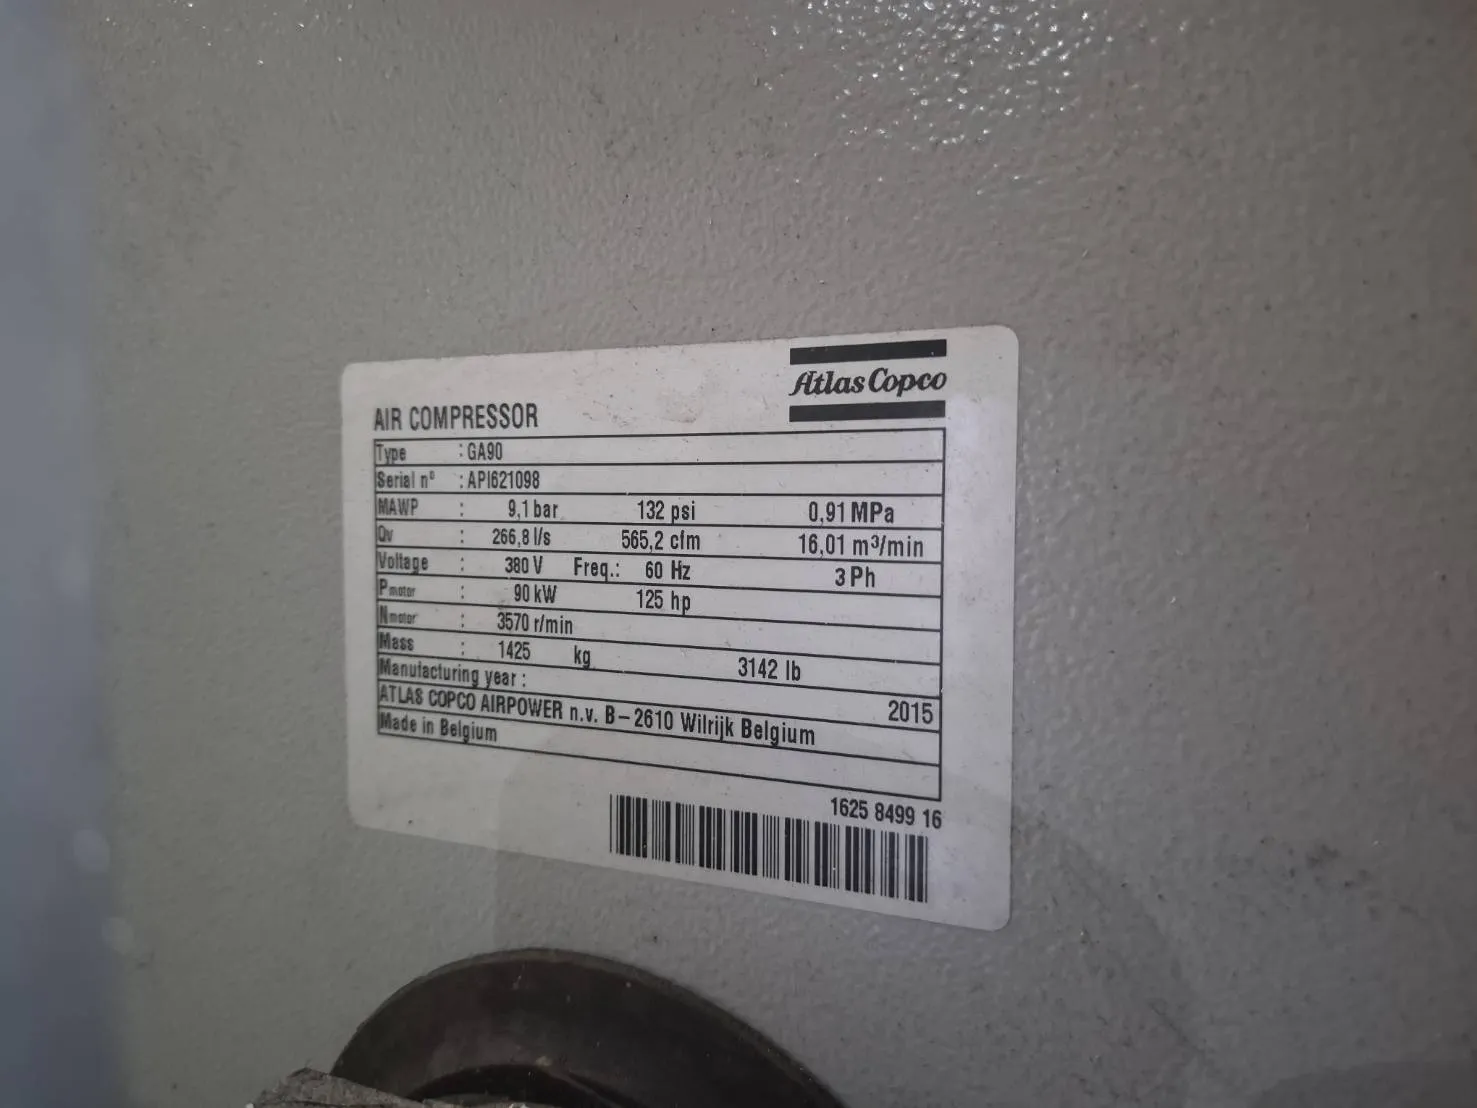 Atlas Copco
AIR COMPRESSOR
Type : GA90
Serial nº : API621098
MAWP : 9,1 bar 132 psi 0,91 MPa
Qv : 266,8 l/s 565,2 cfm 16,01 m³/min
Voltage : 380 V Freq.: 60 Hz 3 Ph
Pmotor : 90 kW 125 hp
Nmotor : 3570 r/min
Mass : 1425 kg 3142 lb
Manufacturing year : 2015
ATLAS COPCO AIRPOWER n.v. B-2610 Wilrijk Belgium
Made in Belgium
1625 8499 16